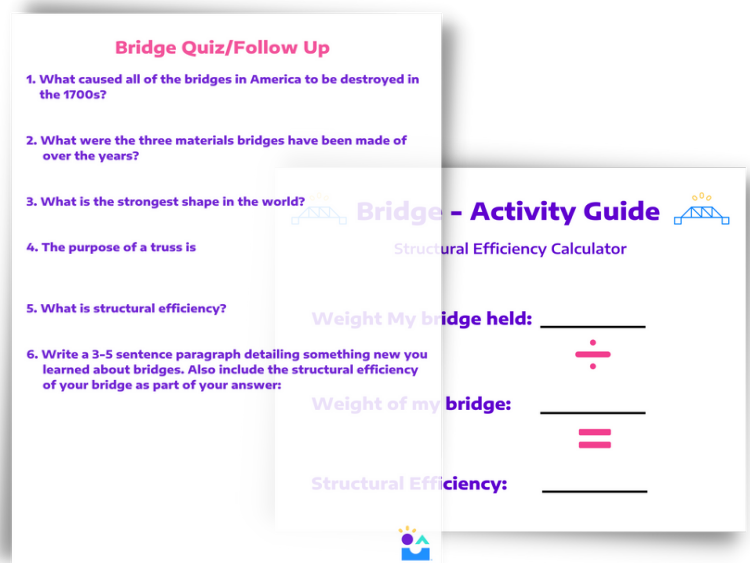 Bridge Quiz/Follow Up
1. What caused all of the bridges in America to be destroyed in
the 1700s?
2. What were the three materials bridges have been made of
over the years?
3. What is the strongest shape in the world?
4. The purpose of a truss is
5. What is structural efficiency?
6. Write a 3-5 sentence paragraph detailing something new you
learned about bridges. Also include the structural efficiency
of your bridge as part of your answer:
Bridge - Activity Guide
Structural Efficiency Calculator
Weight My bridge held:
÷
Weight of my bridge:
=
Structural Efficiency: